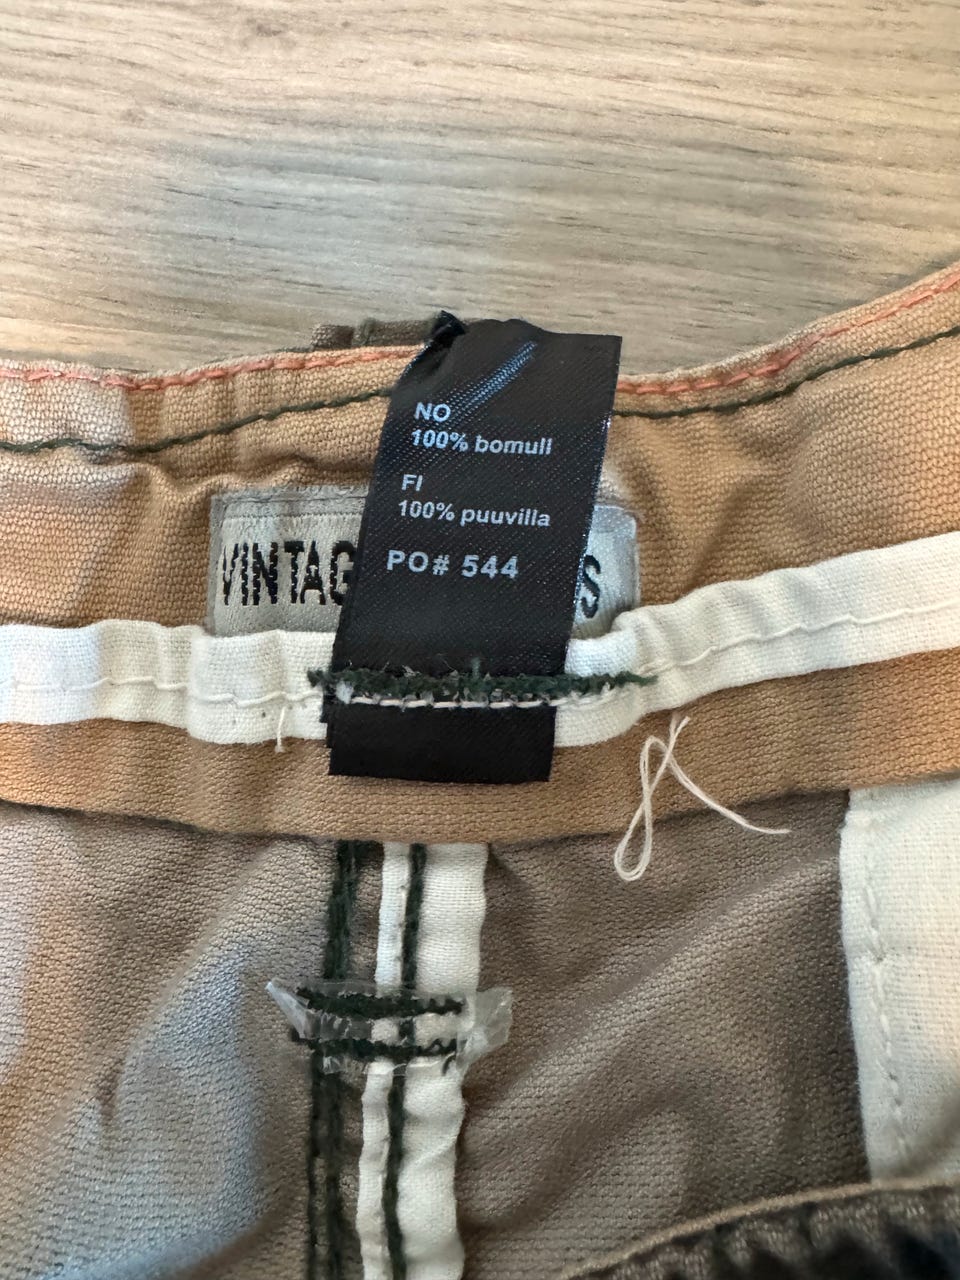 NO
100% bomull
FI
100% puuvilla
PO# 544
VINTAG
S